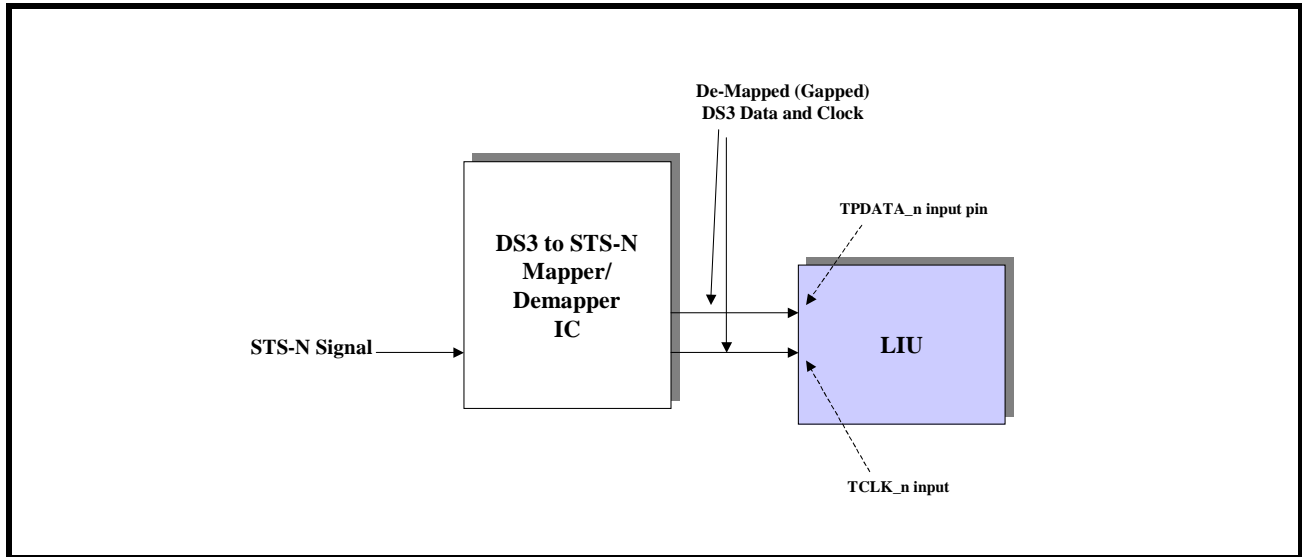 De-Mapped (Gapped)
DS3 Data and Clock
TPDATA_n input pin
DS3 to STS-N
Mapper/
Demapper
IC
STS-N Signal
LIU
TCLK_n input